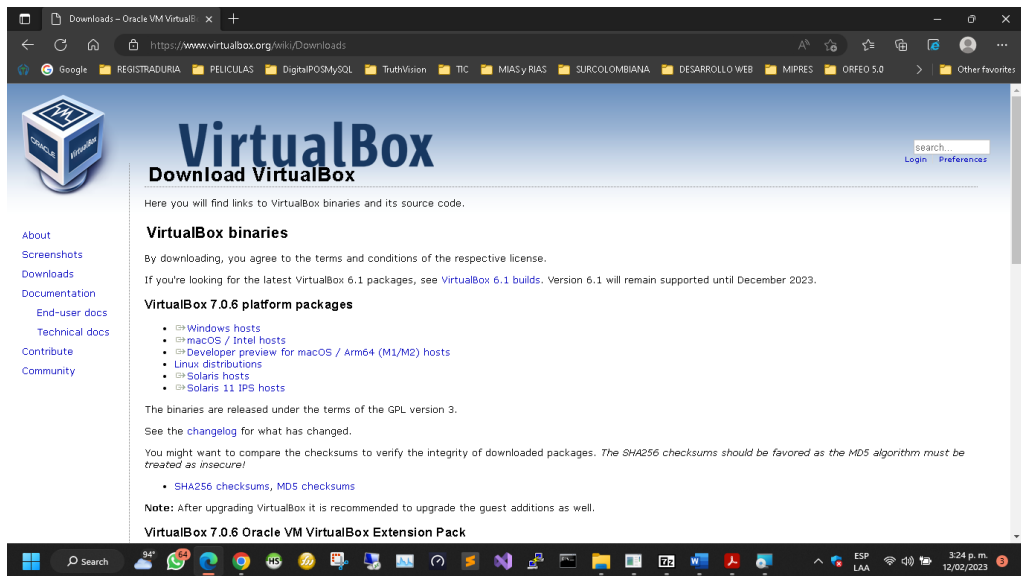 Downloads – Oracle VM VirtualB
https://www.virtualbox.org/wiki/Downloads
Google
REGISTRADURIA
PELICULAS
DigitalPOSMySQL
TruthVision
TIC
MIAS y RIAS
SURCOLOMBIANA
DESARROLLO WEB
MIPRES
ORFEO 5.0
Other favorites
ORACLE
VM
VirtualBox
VirtualBox
search...
Login Preferences
About
Screenshots
Downloads
Documentation
End-user docs
Technical docs
Contribute
Community
Download VirtualBox
Here you will find links to VirtualBox binaries and its source code.
VirtualBox binaries
By downloading, you agree to the terms and conditions of the respective license.
If you're looking for the latest VirtualBox 6.1 packages, see VirtualBox 6.1 builds. Version 6.1 will remain supported until December 2023.
VirtualBox 7.0.6 platform packages
Windows hosts
macOS / Intel hosts
Developer preview for macOS / Arm64 (M1/M2) hosts
Linux distributions
Solaris hosts
Solaris 11 IPS hosts
The binaries are released under the terms of the GPL version 3.
See the changelog for what has changed.
You might want to compare the checksums to verify the integrity of downloaded packages. The SHA256 checksums should be favored as the MD5 algorithm must be
treated as insecure!
SHA256 checksums, MD5 checksums
Note: After upgrading VirtualBox it is recommended to upgrade the guest additions as well.
VirtualBox 7.0.6 Oracle VM VirtualBox Extension Pack
Search
94°
64
HS
7z
ESP
LAA
3:24 p. m.
12/02/2023
3